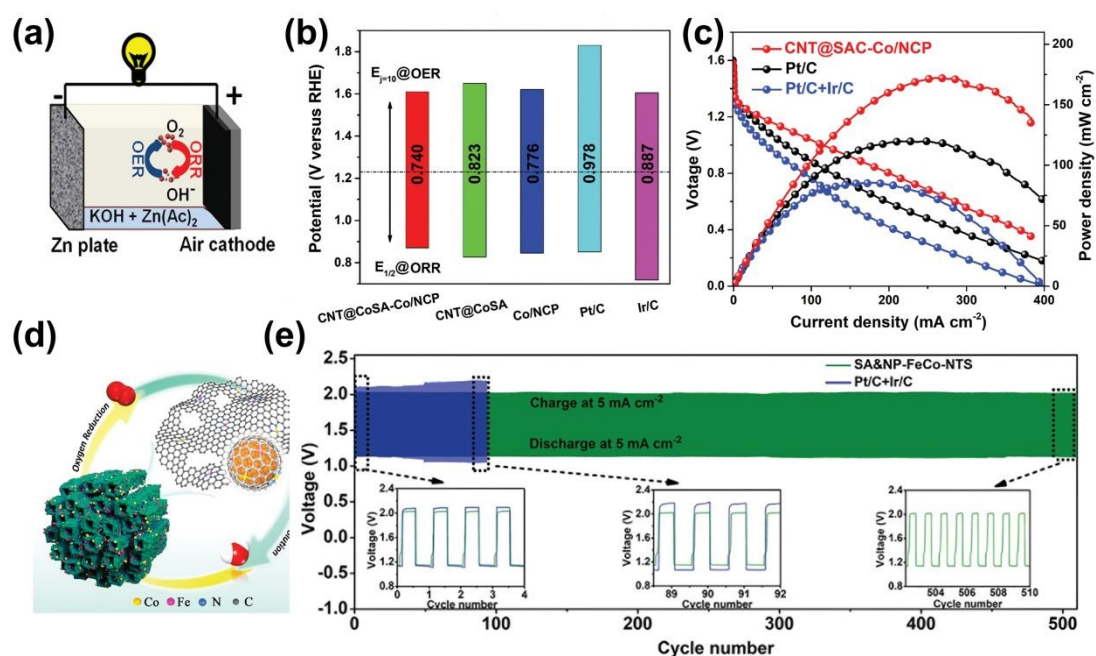 (a)
-
+
O2
OER
ORR
OH-
KOH + Zn(Ac)2
Zn plate
Air cathode
(b)
Potential (V versus RHE)
1.8
1.6
1.4
1.2
1.0
0.8
Ej=10@OER
E1/2@ORR
0.740
0.823
0.776
0.978
0.887
CNT@CoSA-Co/NCP
CNT@CoSA
Co/NCP
Pt/C
Ir/C
(c)
CNT@SAC-Co/NCP
Pt/C
Pt/C+Ir/C
Votage (V)
1.6
1.2
0.8
0.4
0.0
Power density (mW cm-2)
200
150
100
50
0
0 100 200 300 400
Current density (mA cm-2)
(d)
Oxygen Reduction
Co Fe N C
(e)
Voltage (V)
2.5
2.0
1.5
1.0
0.5
0.0
-0.5
-1.0
SA&NP-FeCo-NTS
Pt/C+Ir/C
Charge at 5 mA cm-2
Discharge at 5 mA cm-2
Voltage (V)
2.4
2.0
1.6
1.2
0.8
0 1 2 3 4
Cycle number
Voltage (V)
2.4
2.0
1.6
1.2
0.8
89 90 91 92
Cycle number
Voltage (V)
2.4
2.0
1.6
1.2
0.8
504 506 508 510
Cycle number
0 100 200 300 400 500
Cycle number